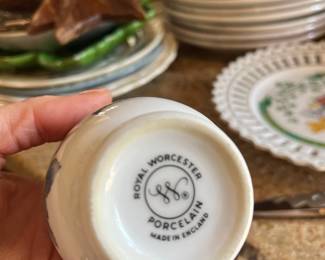 ROYAL WORCESTER
W
®
PORCELAIN
MADE IN ENGLAND